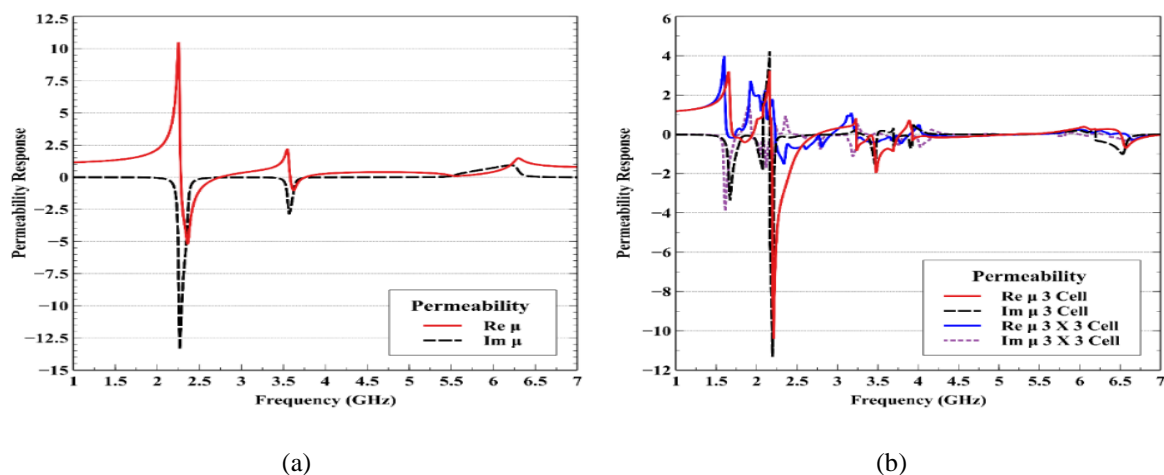 12.5
10
7.5
5
2.5
0
−2.5
−5
−7.5
−10
−12.5
−15
Permeability Response
1 1.5 2 2.5 3 3.5 4 4.5 5 5.5 6 6.5 7
Frequency (GHz)
Permeability
Re μ
Im μ
(a)
6
4
2
0
−2
−4
−6
−8
−10
−12
Permeability Response
1 1.5 2 2.5 3 3.5 4 4.5 5 5.5 6 6.5 7
Frequency (GHz)
Permeability
Re μ 3 Cell
Im μ 3 Cell
Re μ 3 X 3 Cell
Im μ 3 X 3 Cell
(b)